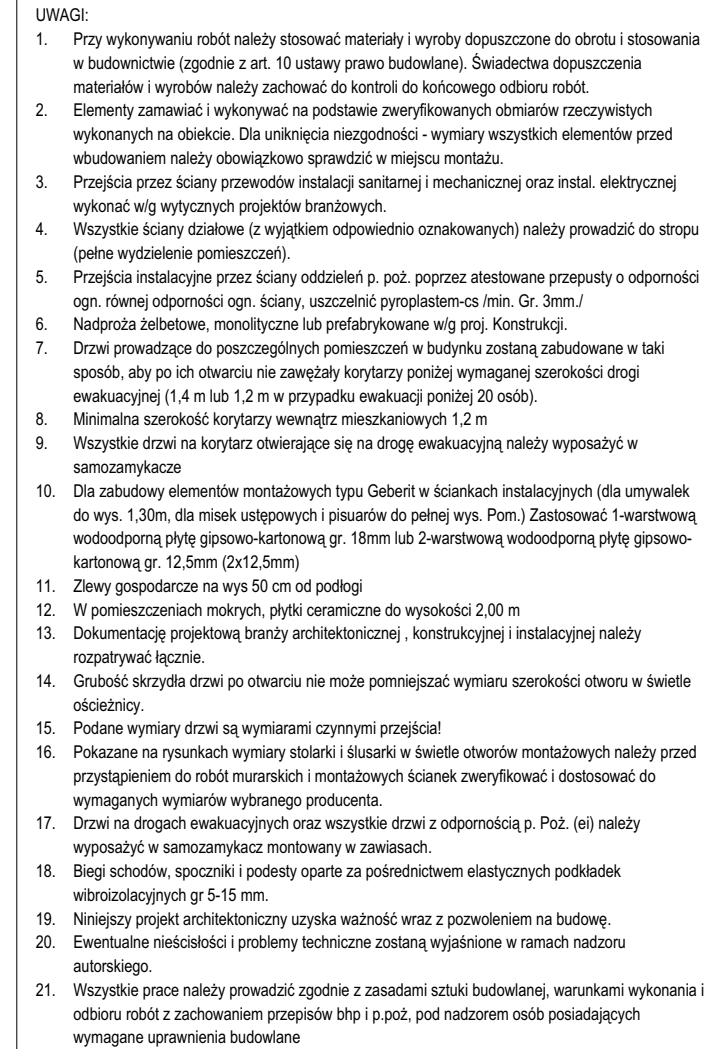 UWAGI:
1. Przy wykonywaniu robót należy stosować materiały i wyroby dopuszczone do obrotu i stosowania
w budownictwie (zgodnie z art. 10 ustawy prawo budowlane). Świadectwa dopuszczenia
materiałów i wyrobów należy zachować do kontroli do końcowego odbioru robót.
2. Elementy zamawiać i wykonywać na podstawie zweryfikowanych obmiarów rzeczywistych
wykonanych na obiekcie. Dla uniknięcia niezgodności - wymiary wszystkich elementów przed
wbudowaniem należy obowiązkowo sprawdzić w miejscu montażu.
3. Przejścia przez ściany przewodów instalacji sanitarnej i mechanicznej oraz instal. elektrycznej
wykonać w/g wytycznych projektów branżowych.
4. Wszystkie ściany działowe (z wyjątkiem odpowiednio oznakowanych) należy prowadzić do stropu
(pełne wydzielenie pomieszczeń).
5. Przejścia instalacyjne przez ściany oddzieleń p. poż. poprzez atestowane przepusty o odporności
ogn. równej odporności ogn. ściany, uszczelnić pyroplastem-cs /min. Gr. 3mm./
6. Nadproża żelbetowe, monolityczne lub prefabrykowane w/g proj. Konstrukcji.
7. Drzwi prowadzące do poszczególnych pomieszczeń w budynku zostaną zabudowane w taki
sposób, aby po ich otwarciu nie zawężały korytarzy poniżej wymaganej szerokości drogi
ewakuacyjnej (1,4 m lub 1,2 m w przypadku ewakuacji poniżej 20 osób).
8. Minimalna szerokość korytarzy wewnątrz mieszkaniowych 1,2 m
9. Wszystkie drzwi na korytarz otwierające się na drogę ewakuacyjną należy wyposażyć w
samozamykacze
10. Dla zabudowy elementów montażowych typu Geberit w ściankach instalacyjnych (dla umywalek
do wys. 1,30m, dla misek ustępowych i pisuarów do pełnej wys. Pom.) Zastosować 1-warstwową
wodoodporną płytę gipsowo-kartonową gr. 18mm lub 2-warstwową wodoodporną płytę gipsowo-
kartonową gr. 12,5mm (2x12,5mm)
11. Zlewy gospodarcze na wys 50 cm od podłogi
12. W pomieszczeniach mokrych, płytki ceramiczne do wysokości 2,00 m
13. Dokumentację projektową branży architektonicznej , konstrukcyjnej i instalacyjnej należy
rozpatrywać łącznie.
14. Grubość skrzydła drzwi po otwarciu nie może pomniejszać wymiaru szerokości otworu w świetle
ościeżnicy.
15. Podane wymiary drzwi są wymiarami czynnymi przejścia!
16. Pokazane na rysunkach wymiary stolarki i ślusarki w świetle otworów montażowych należy przed
przystąpieniem do robót murarskich i montażowych ścianek zweryfikować i dostosować do
wymaganych wymiarów wybranego producenta.
17. Drzwi na drogach ewakuacyjnych oraz wszystkie drzwi z odpornością p. Poż. (ei) należy
wyposażyć w samozamykacz montowany w zawiasach.
18. Biegi schodów, spoczniki i podesty oparte za pośrednictwem elastycznych podkładek
wibroizolacyjnych gr 5-15 mm.
19. Niniejszy projekt architektoniczny uzyska ważność wraz z pozwoleniem na budowę.
20. Ewentualne nieścisłości i problemy techniczne zostaną wyjaśnione w ramach nadzoru
autorskiego.
21. Wszystkie prace należy prowadzić zgodnie z zasadami sztuki budowlanej, warunkami wykonania i
odbioru robót z zachowaniem przepisów bhp i p.poż, pod nadzorem osób posiadających
wymagane uprawnienia budowlane